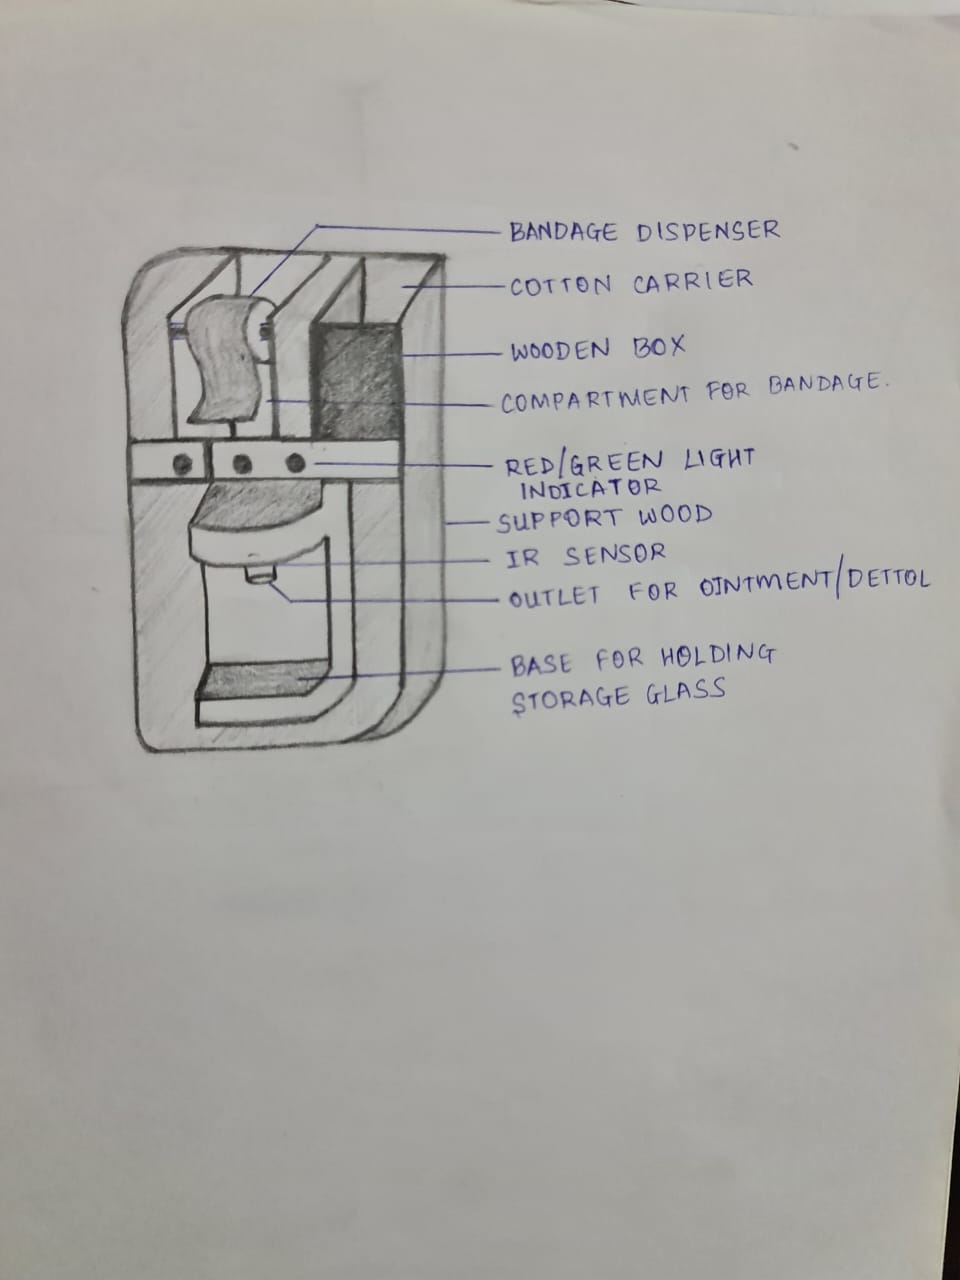 BANDAGE DISPENSER
COTTON CARRIER
WOODEN BOX
COMPARTMENT FOR BANDAGE.
RED/GREEN LIGHT
INDICATOR
SUPPORT WOOD
IR SENSOR
OUTLET FOR OINTMENT/DETTOL
BASE FOR HOLDING
STORAGE GLASS